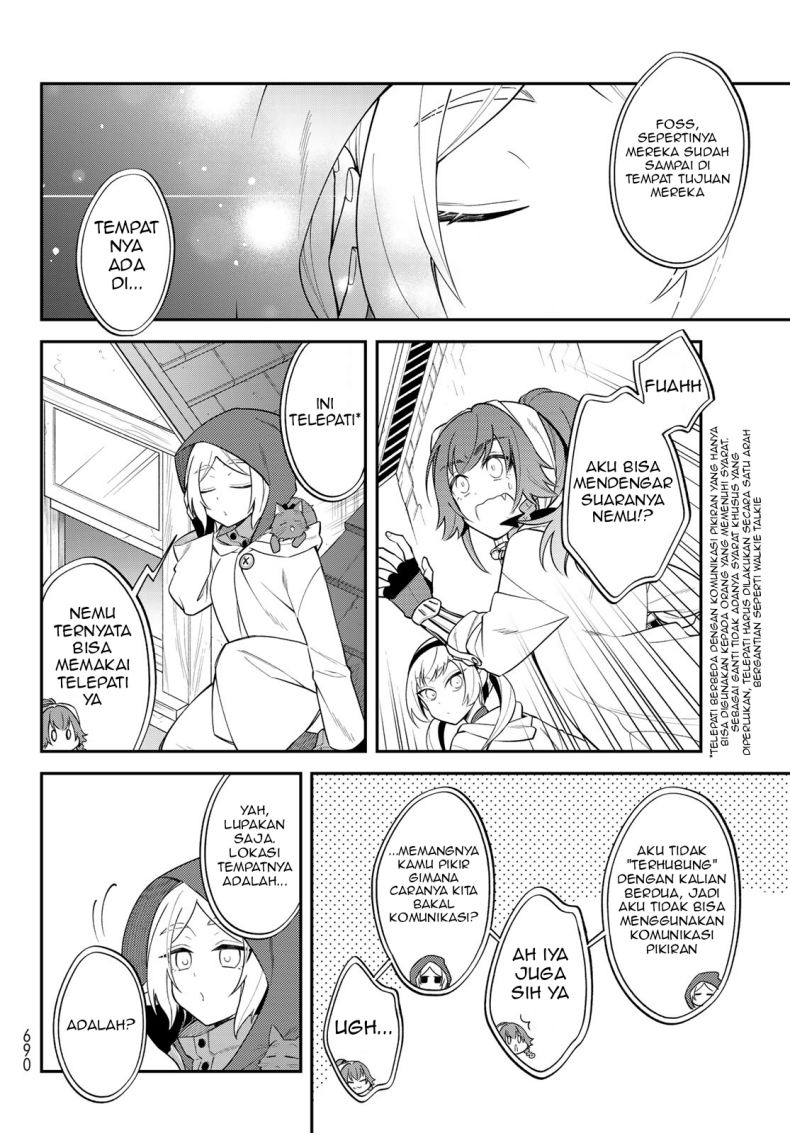 FOSS,
SEPERTINYA
MEREKA SUDAH
SAMPAI DI
TEMPAT TUJUAN
MEREKA
TEMPAT
NYA
ADA
DI...
FUAHH
AKU BISA
MENDENGAR
SUARANYA
NEMU!?
*TELEPATI BERBEDA DENGAN KOMUNIKASI PIKIRAN YANG HANYA
BISA DIGUNAKAN KEPADA ORANG YANG MEMENUHI SYARAT.
SEBAGAI GANTI TIDAK ADANYA SYARAT KHUSUS YANG
DIPERLUKAN, TELEPATI HARUS DILAKUKAN SECARA SATU ARAH
BERGANTIAN SEPERTI WALKIE TALKIE
INI
TELEPATI*
NEMU
TERNYATA
BISA
MEMAKAI
TELEPATI
YA
AKU TIDAK
"TERHUBUNG"
DENGAN KALIAN
BERDUA, JADI
AKU TIDAK BISA
MENGGUNAKAN
KOMUNIKASI
PIKIRAN
AH IYA
JUGA
SIH YA
...MEMANGNYA
KAMU PIKIR
GIMANA
CARANYA KITA
BAKAL
KOMUNIKASI?
UGH...
YAH,
LUPAKAN
SAJA.
LOKASI
TEMPATNYA
ADALAH...
ADALAH?
690